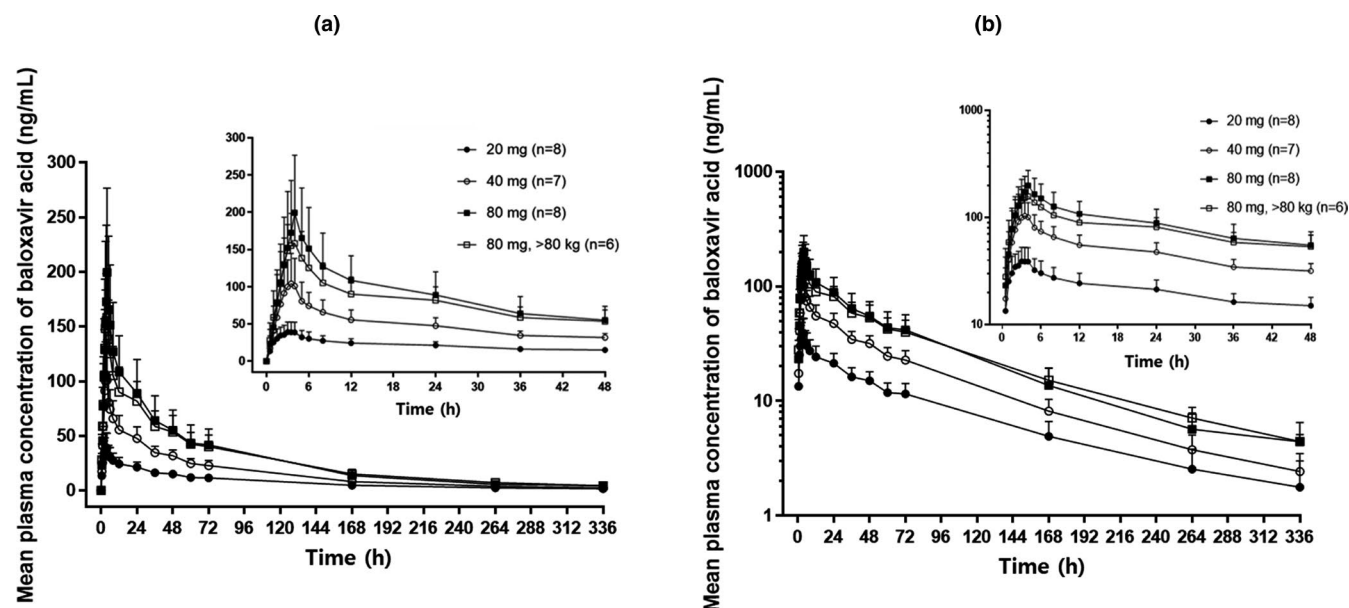 (a)
Mean plasma concentration of baloxavir acid (ng/mL)
300
250
200
150
100
50
0
0 24 48 72 96 120 144 168 192 216 240 264 288 312 336
Time (h)
300
250
200
150
100
50
0
0 6 12 18 24 30 36 42 48
Time (h)
20 mg (n=8)
40 mg (n=7)
80 mg (n=8)
80 mg, >80 kg (n=6)
(b)
Mean plasma concentration of baloxavir acid (ng/mL)
1000
100
10
1
0 24 48 72 96 120 144 168 192 216 240 264 288 312 336
Time (h)
1000
100
10
0 6 12 18 24 30 36 42 48
Time (h)
20 mg (n=8)
40 mg (n=7)
80 mg (n=8)
80 mg, >80 kg (n=6)